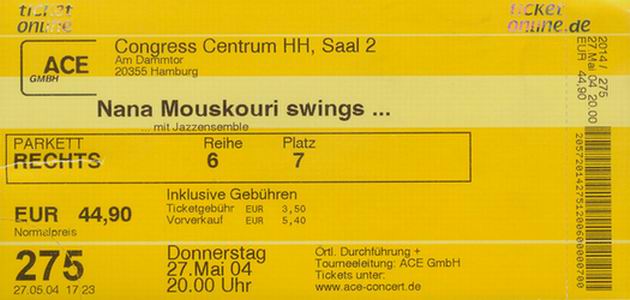 ticket
online
ticket
online.de
ACE
GMBH
Congress Centrum HH, Saal 2
Am Dammtor
20355 Hamburg
Nana Mouskouri swings ...
... mit Jazzensemble
PARKETT Reihe Platz
RECHTS 6 7
Inklusive Gebühren
Ticketgebühr EUR 3,50
Vorverkauf EUR 5,40
EUR 44,90
Normalpreis
275
27.05.04 17:23
Donnerstag
27.Mai 04
20.00 Uhr
Örtl. Durchführung +
Tourneeleitung: ACE GmbH
Tickets unter:
www.ace-concert.de
2014 / 275
27 Mai 04 20.00
EUR 44,90